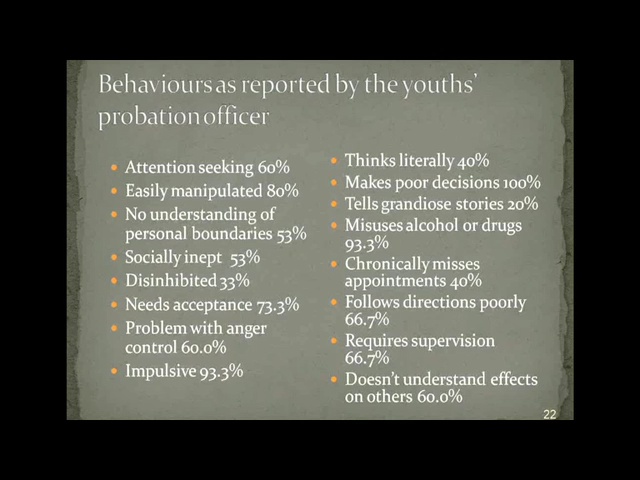 Behaviours as reported by the youths'
probation officer
• Attention seeking 60%
• Easily manipulated 80%
• No understanding of
personal boundaries 53%
• Socially inept  53%
• Disinhibited 33%
• Needs acceptance 73.3%
• Problem with anger
control 60.0%
• Impulsive 93.3%
• Thinks literally 40%
• Makes poor decisions 100%
• Tells grandiose stories 20%
• Misuses alcohol or drugs
93.3%
• Chronically misses
appointments 40%
• Follows directions poorly
66.7%
• Requires supervision
66.7%
• Doesn't understand effects
on others 60.0%
22